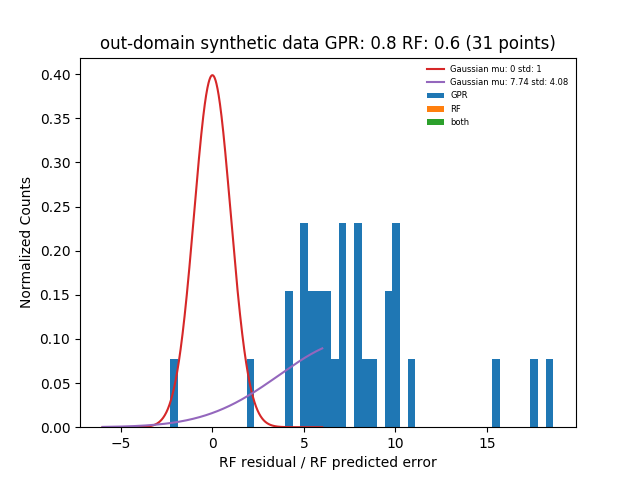 out-domain synthetic data GPR: 0.8 RF: 0.6 (31 points)
Gaussian mu: 0 std: 1
Gaussian mu: 7.74 std: 4.08
GPR
RF
both
Normalized Counts
0.40
0.35
0.30
0.25
0.20
0.15
0.10
0.05
0.00
−5
0
5
10
15
RF residual / RF predicted error